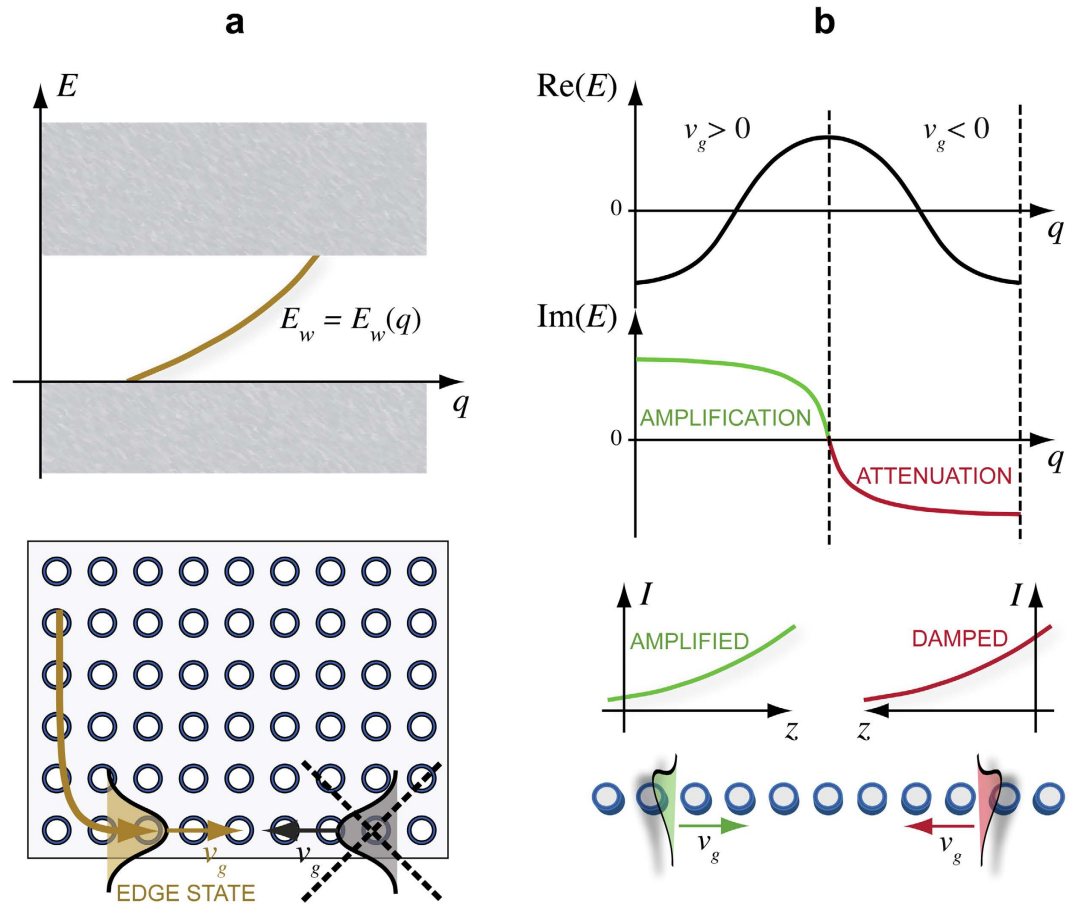 a
E
E_w = E_w(q)
q
v_g
v_g
EDGE STATE
b
Re(E)
v_g > 0
v_g < 0
0
q
Im(E)
AMPLIFICATION
0
q
ATTENUATION
I
AMPLIFIED
z
I
DAMPED
z
v_g
v_g